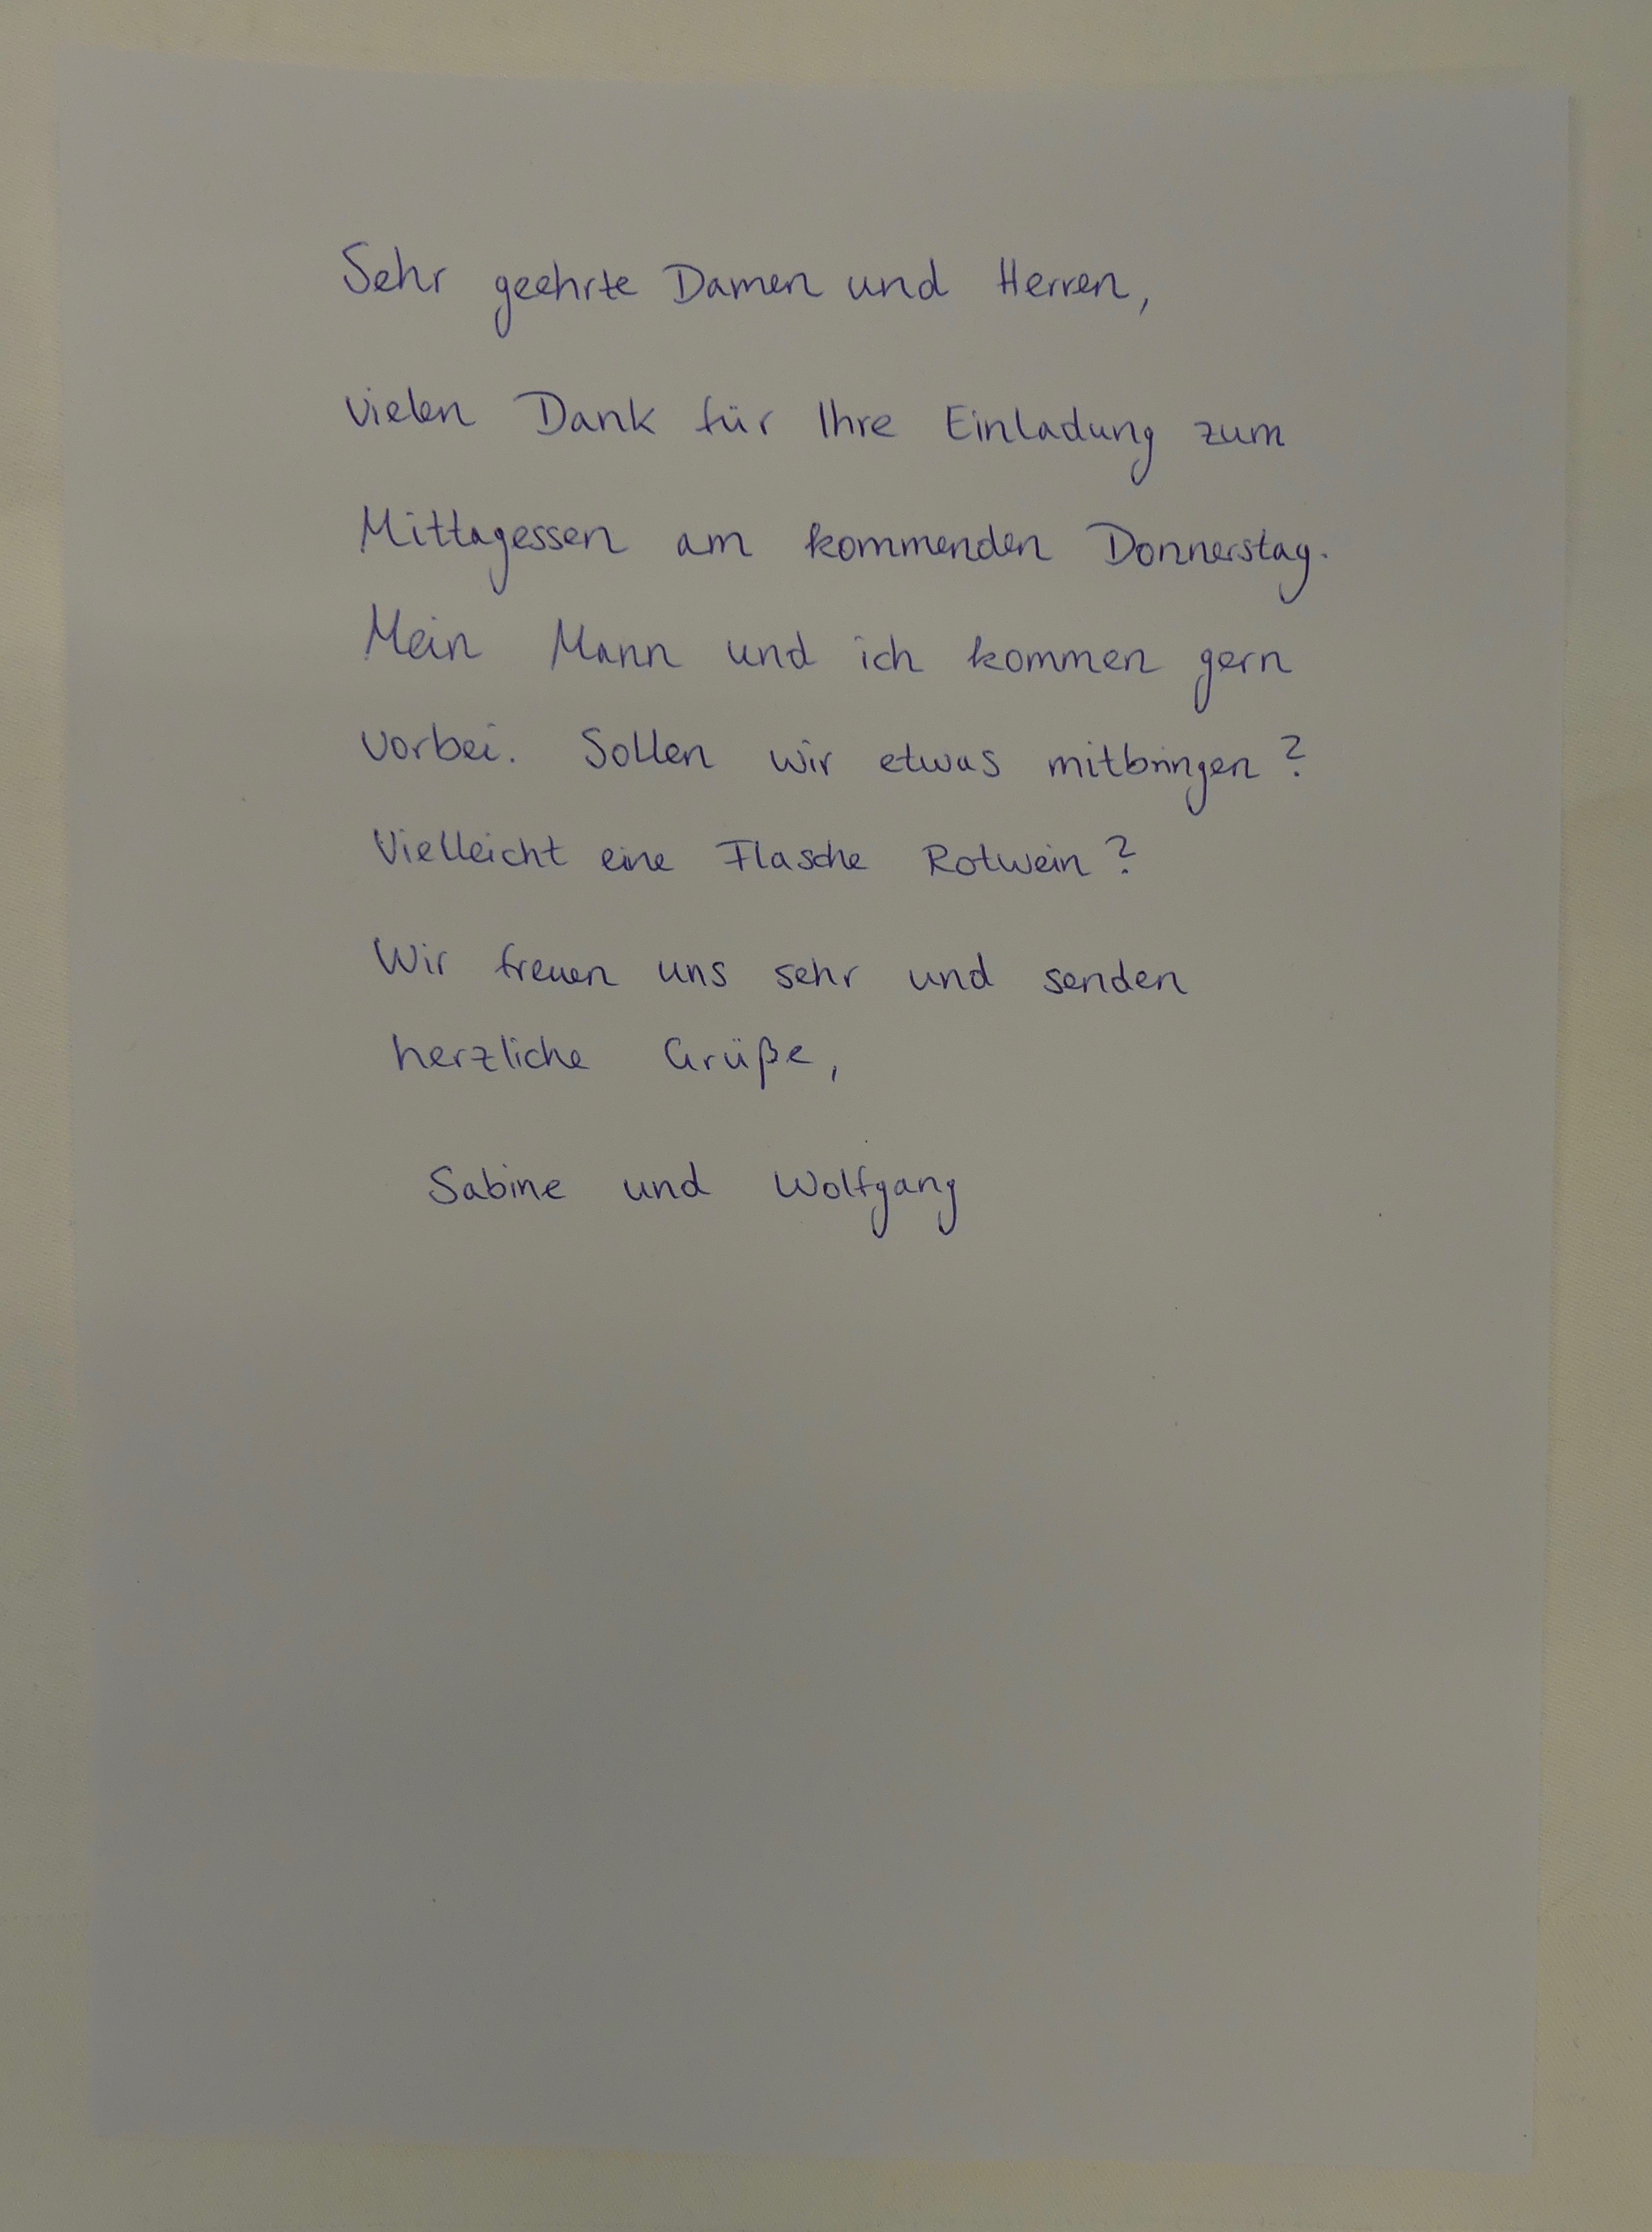 Sehr geehrte Damen und Herren,
vielen Dank für Ihre Einladung zum
Mittagessen am kommenden Donnerstag.
Mein Mann und ich kommen gern
vorbei. Sollen wir etwas mitbringen?
Vielleicht eine Flasche Rotwein?
Wir freuen uns sehr und senden
herzliche Grüße,
Sabine und Wolfgang